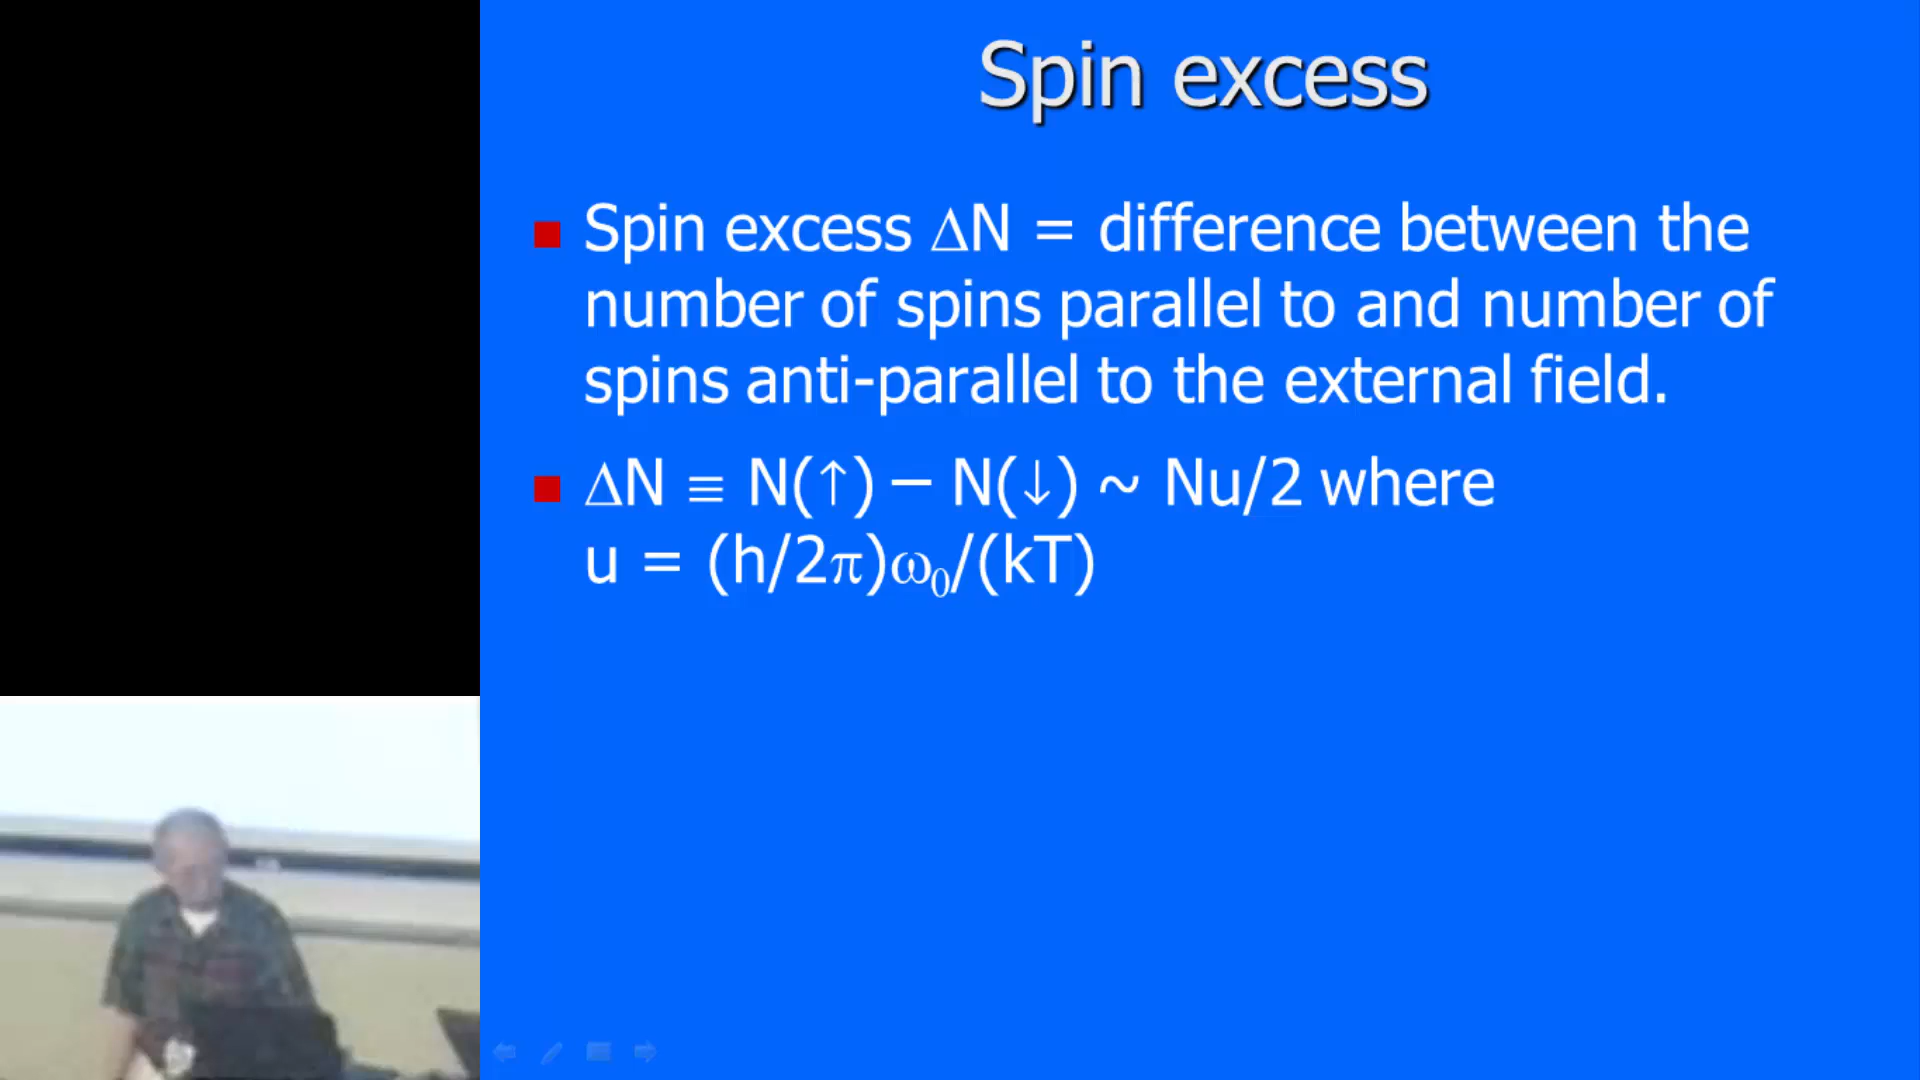 Spin excess
Spin excess ΔN = difference between the
number of spins parallel to and number of
spins anti-parallel to the external field.
ΔN ≡ N(↑) – N(↓) ~ Nu/2 where
u = (h/2π)ω₀/(kT)